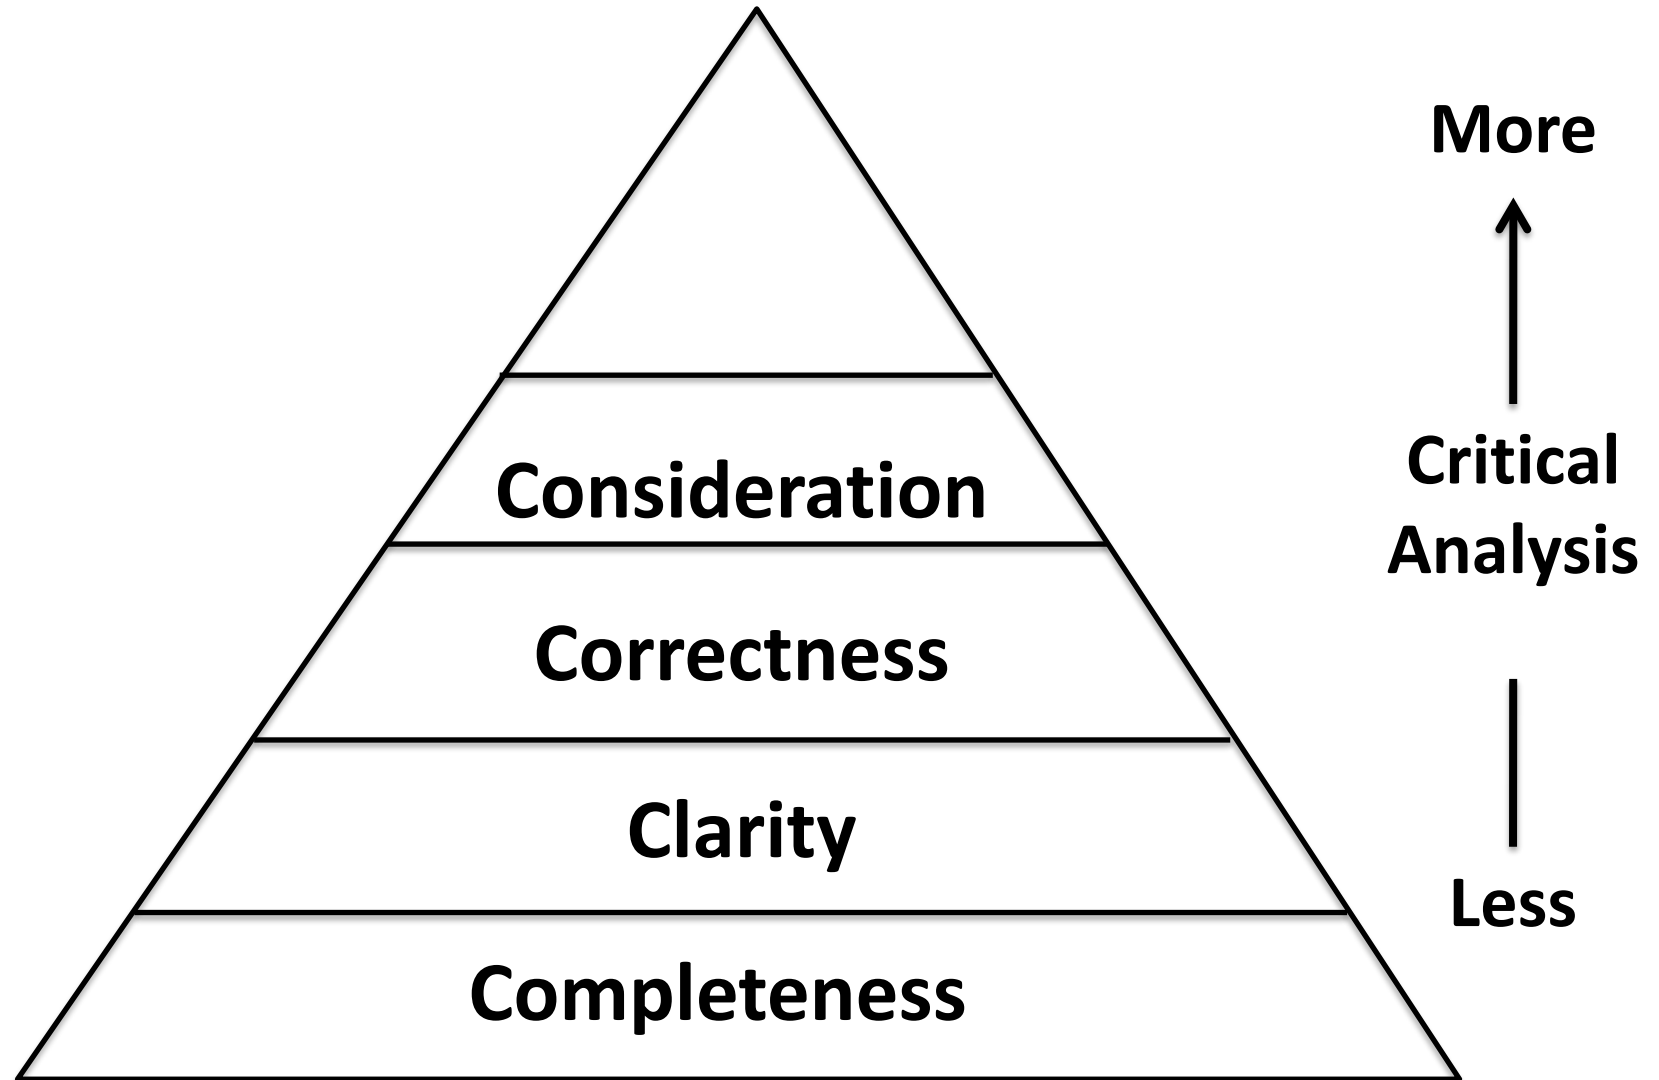 Consideration
Correctness
Clarity
Completeness
More
Critical
Analysis
Less